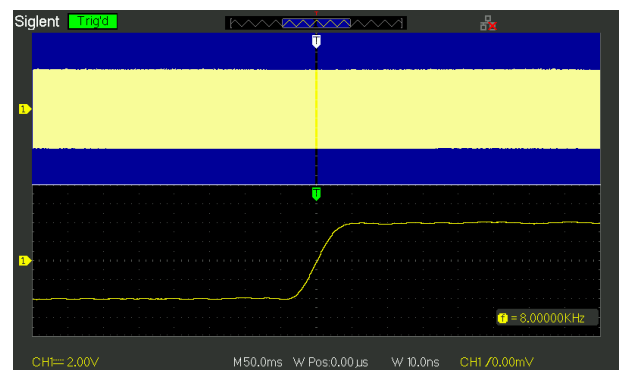 Siglent Trig'd
T
1
T
1
f = 8.00000KHz
CH1 2.00V M50.0ms W Pos:0.00µs W 10.0ns CH1 / 0.00mV